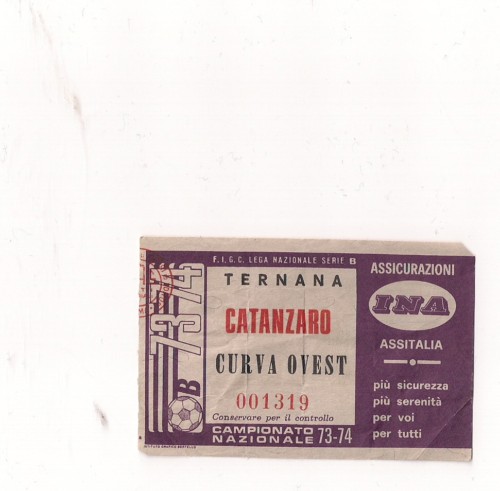 F.I.G.C. LEGA NAZIONALE SERIE B
TERNANA
CATANZARO
CURVA OVEST
001319
Conservare per il controllo
CAMPIONATO
NAZIONALE 73-74
73-74
B
ASSICURAZIONI
INA
ASSITALIA
più sicurezza
più serenità
per voi
per tutti